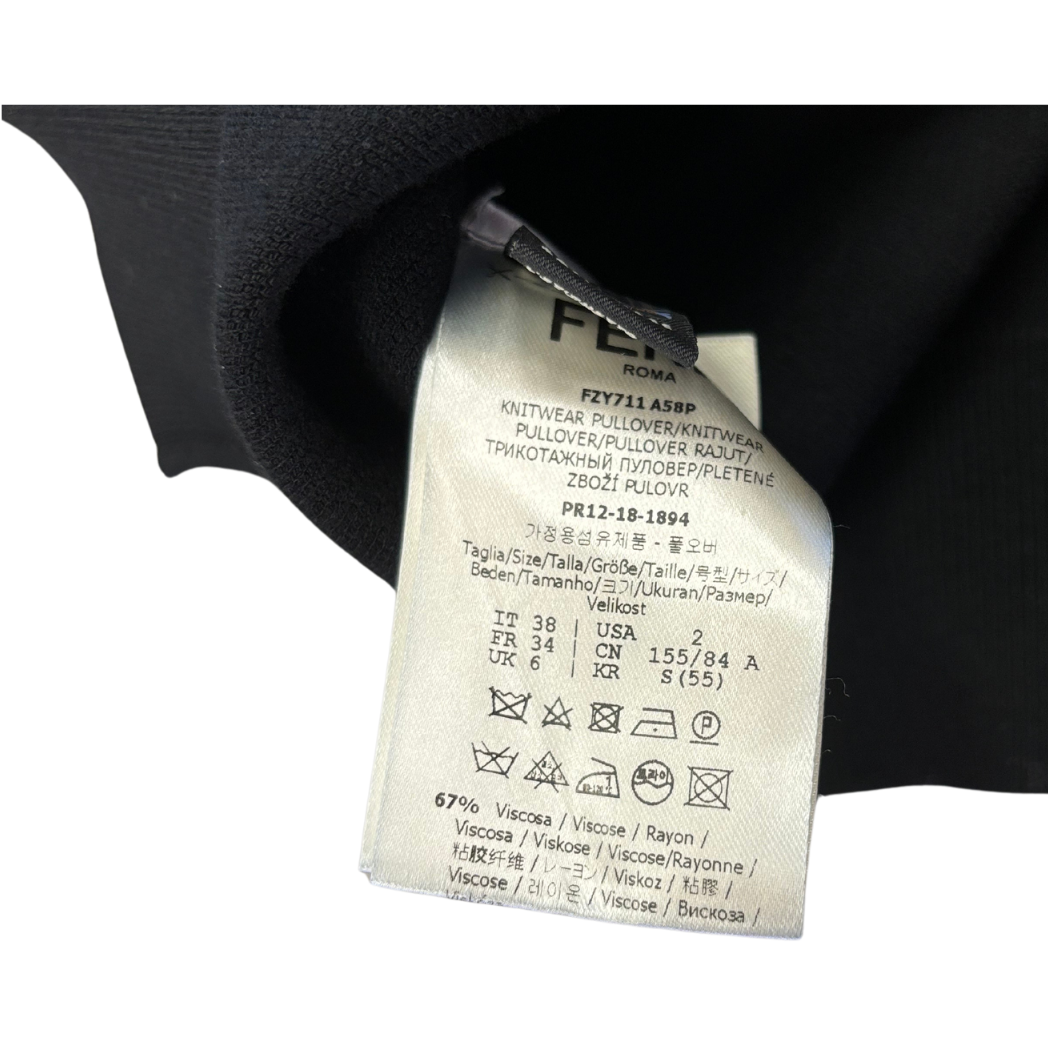 ROMA
FZY711 A58P
KNITWEAR PULLOVER/KNITWEAR
PULLOVER/PULLOVER RAJUT/
ТРИКОТАЖНЫЙ ПУЛОВЕР/PLETENÉ
ZBOŽÍ PULOVR
PR12-18-1894
가정용섬유제품 - 풀오버
Taglia/Size/Talla/Größe/Taille/号型/サイズ/
Beden/Tamanho/크기/Ukuran/Размер/
Velikost
IT 38 | USA 2
FR 34 | CN 155/84 A
UK 6 | KR S(55)
P
드라이
67% Viscosa / Viscose / Rayon /
Viscosa / Viskose / Viscose/Rayonne /
粘胶纤维 / レーヨン / Viskoz / 粘膠 /
Viscose / 레이온 / Viscose / Вискоза /